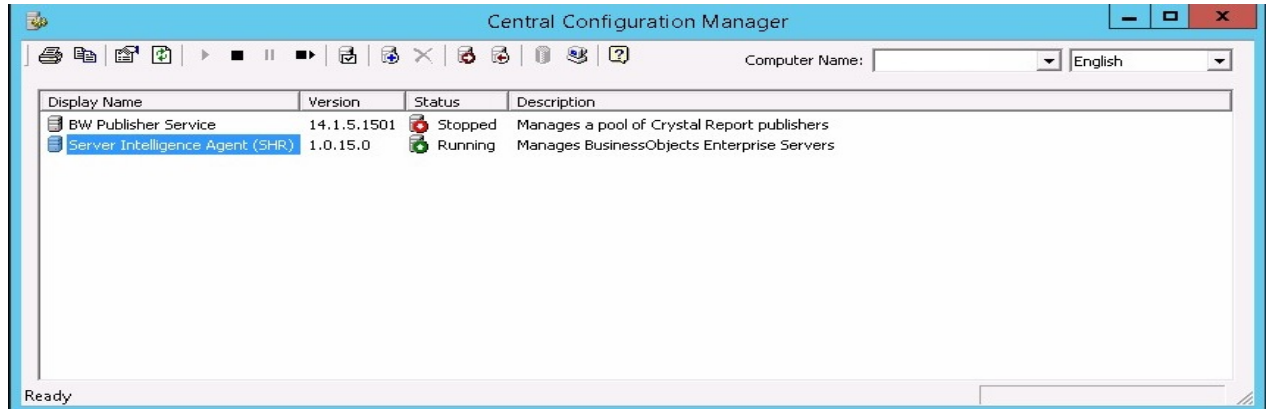 Central Configuration Manager
Computer Name: English
Display Name Version Status Description
BW Publisher Service 14.1.5.1501 Stopped Manages a pool of Crystal Report publishers
Server Intelligence Agent (SHR) 1.0.15.0 Running Manages BusinessObjects Enterprise Servers
Ready